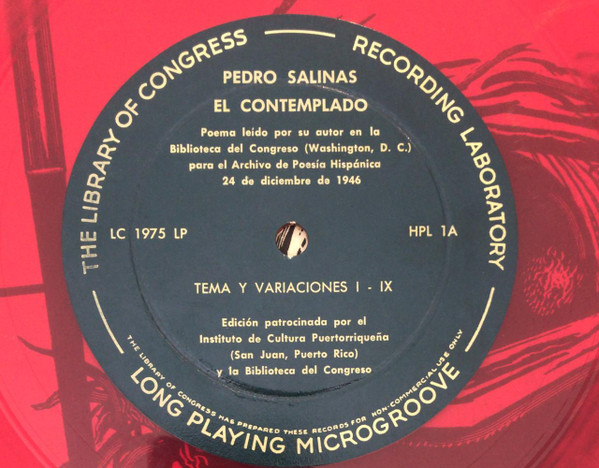 THE LIBRARY OF CONGRESS — RECORDING LABORATORY
PEDRO SALINAS
EL CONTEMPLADO
Poema leído por su autor en la
Biblioteca del Congreso (Washington, D. C.)
para el Archivo de Poesía Hispánica
24 de diciembre de 1946
LC 1975 LP
HPL 1A
TEMA Y VARIACIONES I - IX
Edición patrocinada por el
Instituto de Cultura Puertorriqueña
(San Juan, Puerto Rico)
y la Biblioteca del Congreso
THE LIBRARY OF CONGRESS HAS PREPARED THESE RECORDS FOR NON-COMMERCIAL USE ONLY
LONG PLAYING MICROGROOVE